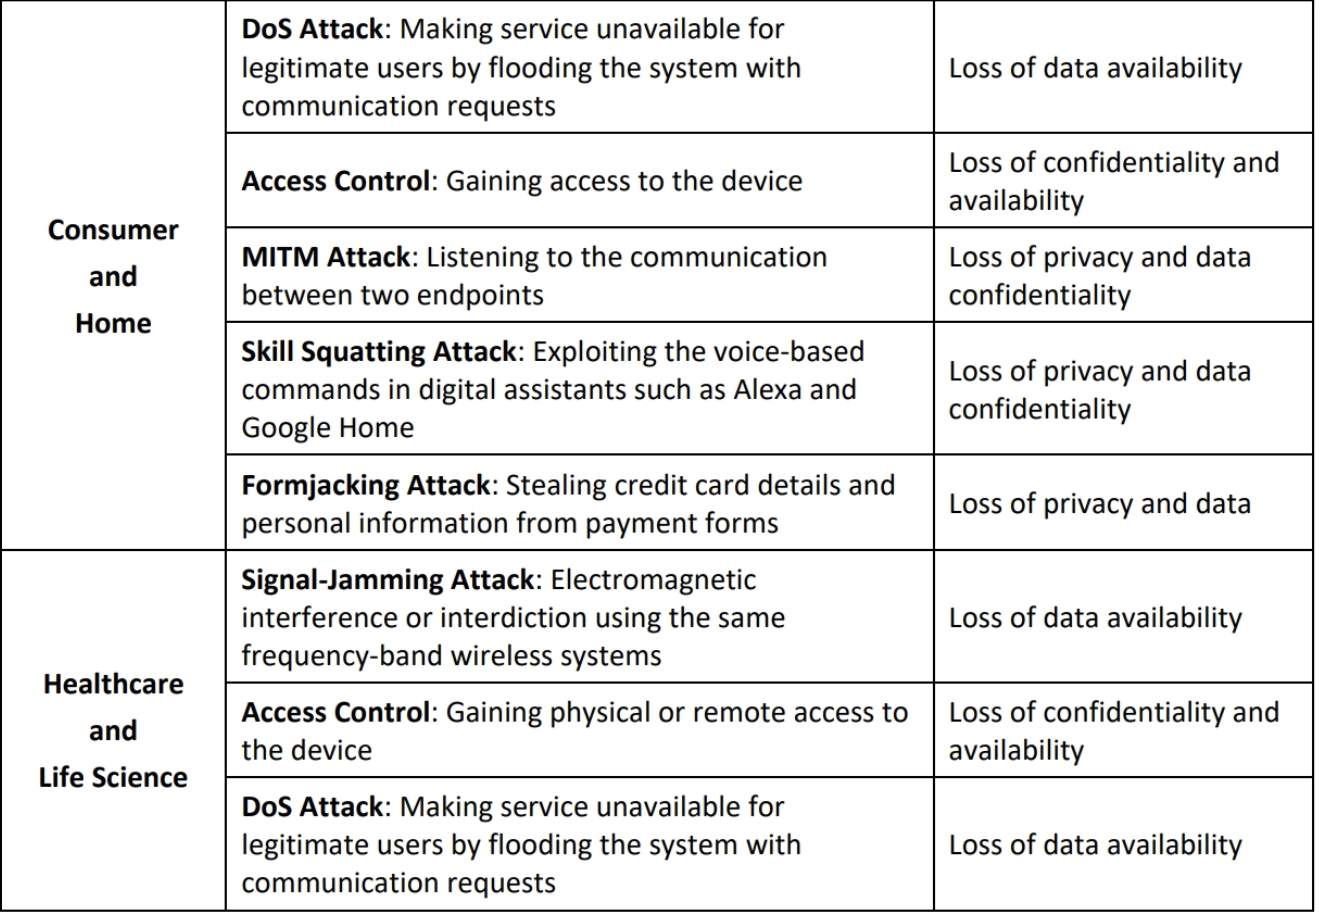 Consumer
and
Home
DoS Attack: Making service unavailable for
legitimate users by flooding the system with
communication requests
Loss of data availability
Access Control: Gaining access to the device
Loss of confidentiality and
availability
MITM Attack: Listening to the communication
between two endpoints
Loss of privacy and data
confidentiality
Skill Squatting Attack: Exploiting the voice-based
commands in digital assistants such as Alexa and
Google Home
Loss of privacy and data
confidentiality
Formjacking Attack: Stealing credit card details and
personal information from payment forms
Loss of privacy and data
Healthcare
and
Life Science
Signal-Jamming Attack: Electromagnetic
interference or interdiction using the same
frequency-band wireless systems
Loss of data availability
Access Control: Gaining physical or remote access to
the device
Loss of confidentiality and
availability
DoS Attack: Making service unavailable for
legitimate users by flooding the system with
communication requests
Loss of data availability